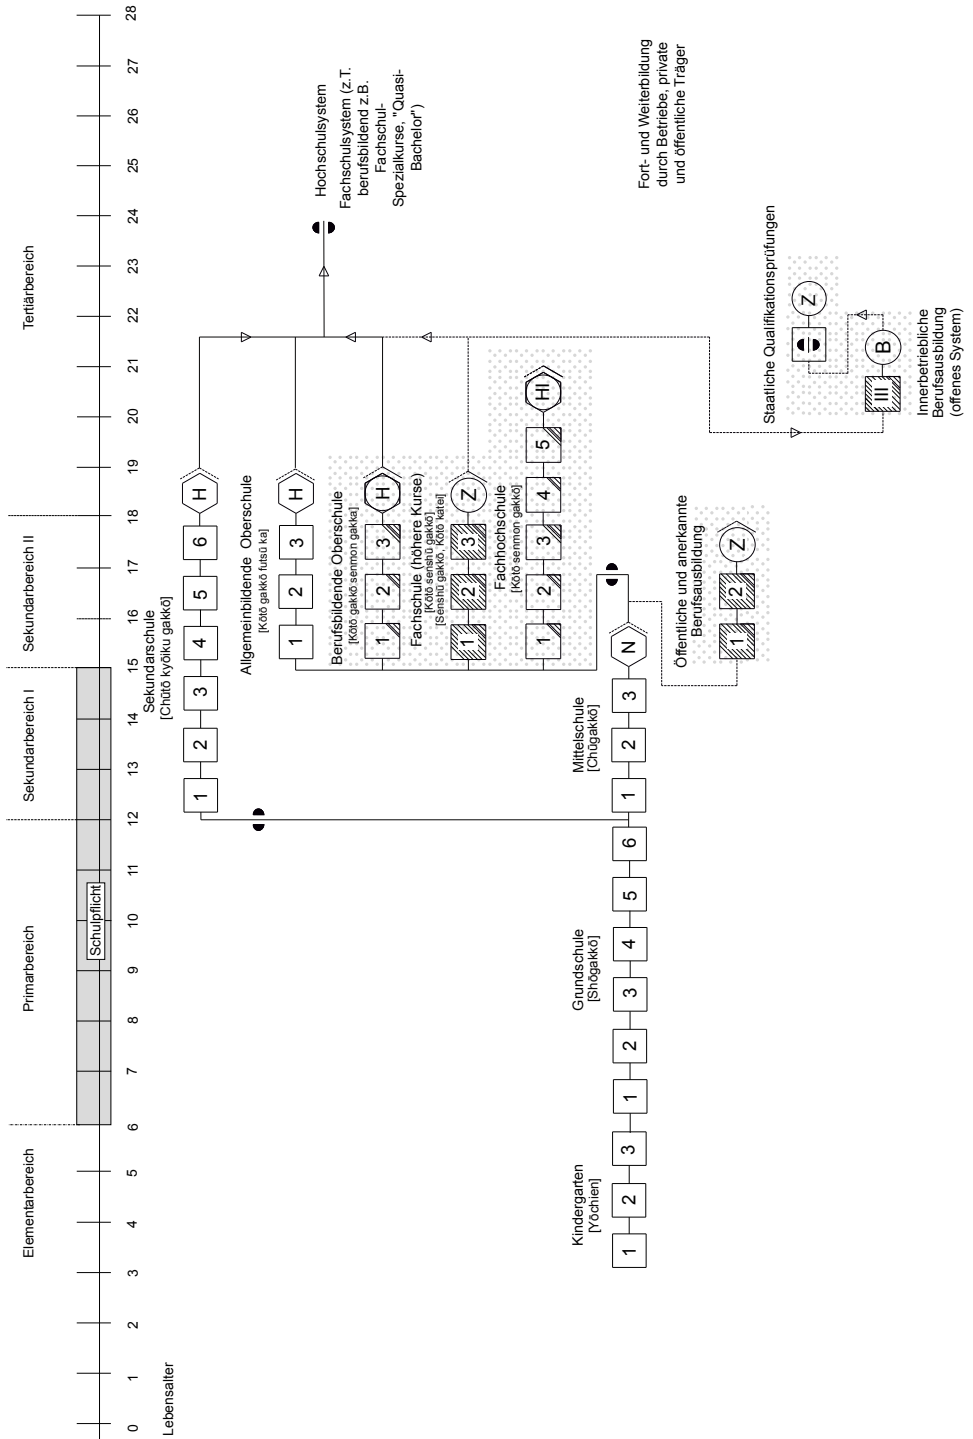 Elementarbereich
Primarbereich
Sekundarbereich I
Sekundarbereich II
Tertiärbereich
Schulpflicht
0 1 2 3 4 5 6 7 8 9 10 11 12 13 14 15 16 17 18 19 20 21 22 23 24 25 26 27 28
Lebensalter
Sekundarschule
[Chūtō kyōiku gakkō]
1 2 3 4 5 6 H
Allgemeinbildende Oberschule
[Kōtō gakkō futsū ka]
1 2 3 H
Berufsbildende Oberschule
[Kōtō gakkō senmon gakka]
1 2 3 H
Fachschule (höhere Kurse)
[Kōtō senshū gakkō]
[Senshū gakkō, Kōtō katei]
1 2 3 Z
Fachhochschule
[Kōtō senmon gakkō]
1 2 3 4 5 HI
Hochschulsystem
Fachschulsystem (z.T.
berufsbildend z.B.
Fachschul-
Spezialkurse, "Quasi-
Bachelor")
Kindergarten
[Yōchien]
1 2 3
Grundschule
[Shōgakkō]
1 2 3 4 5 6
Mittelschule
[Chūgakkō]
1 2 3 N
Öffentliche und anerkannte
Berufsausbildung
1 2 Z
Fort- und Weiterbildung
durch Betriebe, private
und öffentliche Träger
Staatliche Qualifikationsprüfungen
Z
III B
Innerbetriebliche
Berufsausbildung
(offenes System)